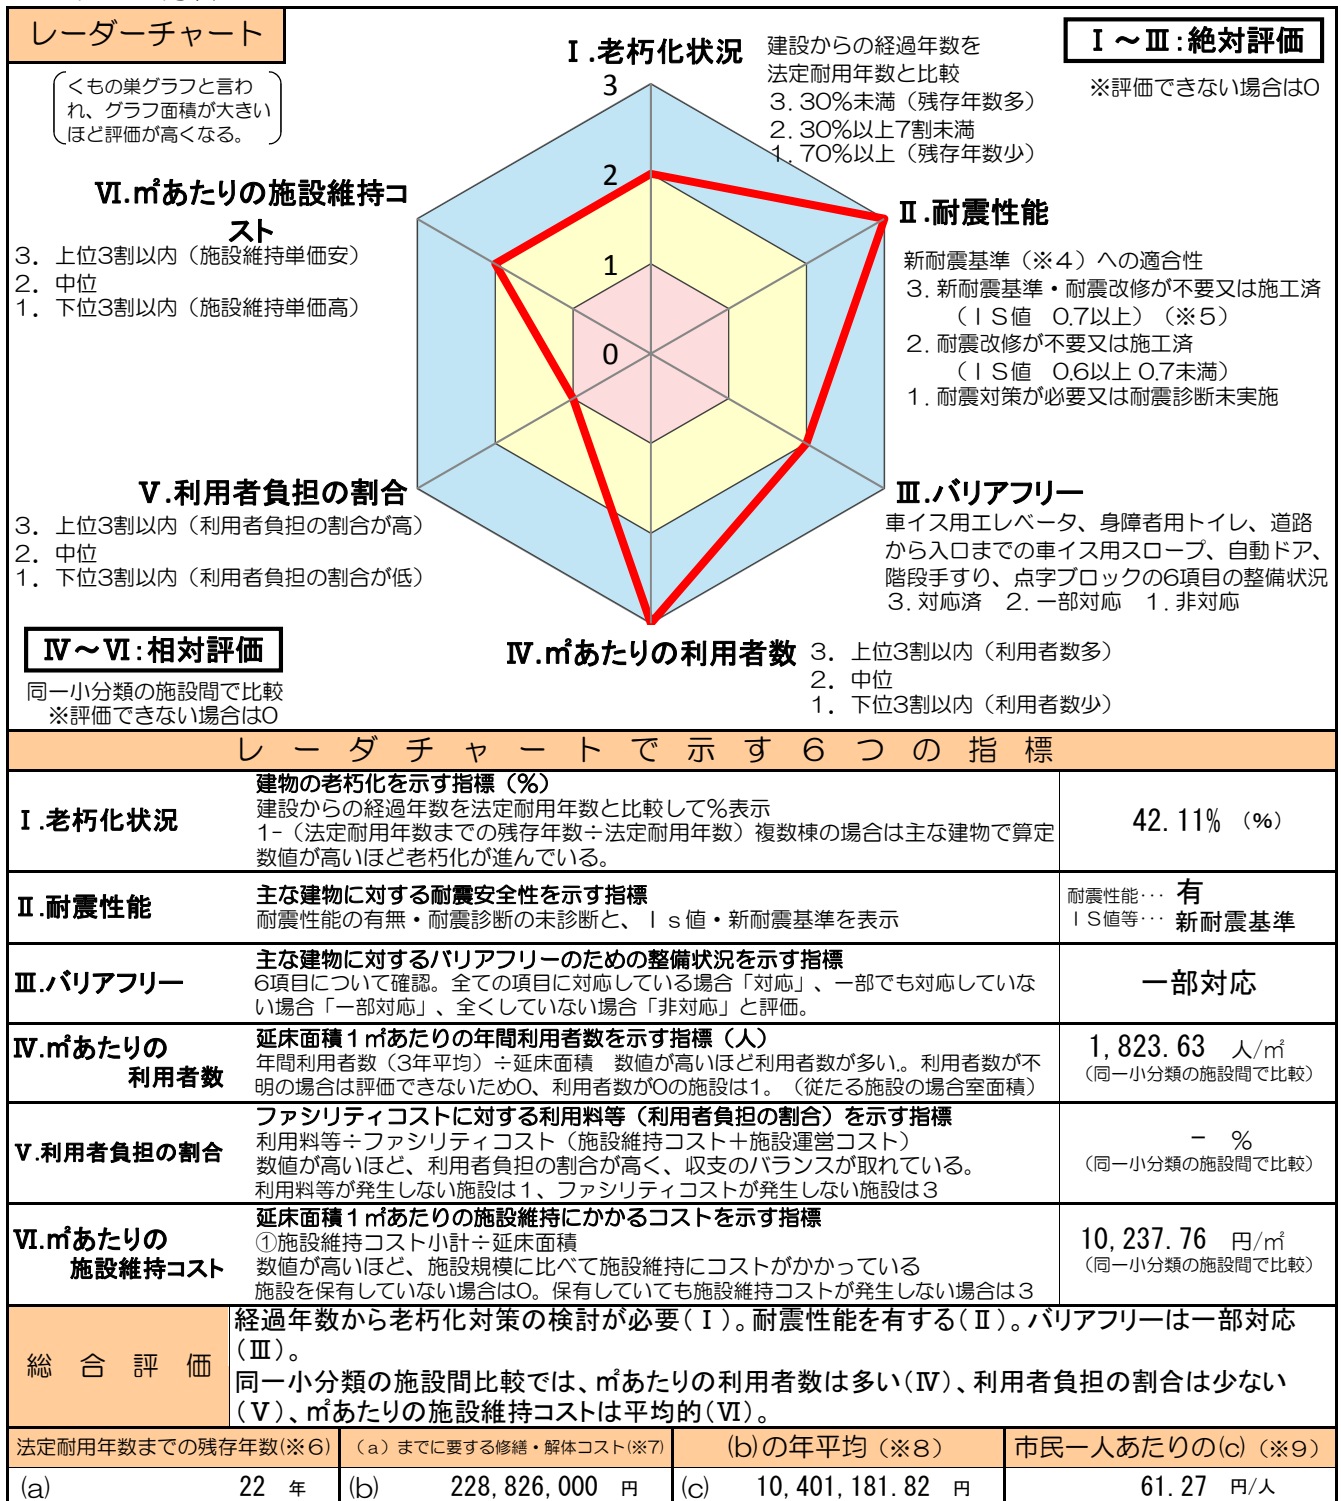 レーダーチャート
くもの巣グラフと言わ
れ、グラフ面積が大きい
ほど評価が高くなる。
Ⅰ.老朽化状況
建設からの経過年数を
法定耐用年数と比較
3.30%未満（残存年数多）
2.30%以上7割未満
1.70%以上（残存年数少）
Ⅰ～Ⅲ:絶対評価
※評価できない場合は0
3
2
1
0
Ⅵ.㎡あたりの施設維持コ
スト
3．上位3割以内（施設維持単価安）
2．中位
1．下位3割以内（施設維持単価高）
Ⅱ.耐震性能
新耐震基準（※4）への適合性
3.新耐震基準・耐震改修が不要又は施工済
（ＩＳ値　0.7以上）（※5）
2.耐震改修が不要又は施工済
（ＩＳ値　0.6以上 0.7未満）
1.耐震対策が必要又は耐震診断未実施
Ⅴ.利用者負担の割合
3．上位3割以内（利用者負担の割合が高）
2．中位
1．下位3割以内（利用者負担の割合が低）
Ⅲ.バリアフリー
車イス用エレベータ、身障者用トイレ、道路
から入口までの車イス用スロープ、自動ドア、
階段手すり、点字ブロックの6項目の整備状況
3.対応済　2.一部対応　1.非対応
Ⅳ～Ⅵ:相対評価
同一小分類の施設間で比較
※評価できない場合は0
Ⅳ.㎡あたりの利用者数
3．上位3割以内（利用者数多）
2．中位
1．下位3割以内（利用者数少）
レーダチャートで示す６つの指標
Ⅰ.老朽化状況
建物の老朽化を示す指標（%）
建設からの経過年数を法定耐用年数と比較して%表示
1-（法定耐用年数までの残存年数÷法定耐用年数）複数棟の場合は主な建物で算定
数値が高いほど老朽化が進んでいる。
42.11%（%）
Ⅱ.耐震性能
主な建物に対する耐震安全性を示す指標
耐震性能の有無・耐震診断の未診断と、Ｉｓ値・新耐震基準を表示
耐震性能･･･ 有
ＩＳ値等･･･ 新耐震基準
Ⅲ.バリアフリー
主な建物に対するバリアフリーのための整備状況を示す指標
6項目について確認。全ての項目に対応している場合「対応」、一部でも対応していな
い場合「一部対応」、全くしていない場合「非対応」と評価。
一部対応
Ⅳ.㎡あたりの
利用者数
延床面積１㎡あたりの年間利用者数を示す指標（人）
年間利用者数（3年平均）÷延床面積　数値が高いほど利用者数が多い。利用者数が不
明の場合は評価できないため0、利用者数が0の施設は1。（従たる施設の場合室面積）
1,823.63　人/㎡
（同一小分類の施設間で比較）
Ⅴ.利用者負担の割合
ファシリティコストに対する利用料等（利用者負担の割合）を示す指標
利用料等÷ファシリティコスト（施設維持コスト＋施設運営コスト）
数値が高いほど、利用者負担の割合が高く、収支のバランスが取れている。
利用料等が発生しない施設は１、ファシリティコストが発生しない施設は３
－　%
（同一小分類の施設間で比較）
Ⅵ.㎡あたりの
施設維持コスト
延床面積１㎡あたりの施設維持にかかるコストを示す指標
①施設維持コスト小計÷延床面積
数値が高いほど、施設規模に比べて施設維持にコストがかかっている
施設を保有していない場合は0。保有していても施設維持コストが発生しない場合は３
10,237.76　円/㎡
（同一小分類の施設間で比較）
総合評価
経過年数から老朽化対策の検討が必要(Ⅰ)。耐震性能を有する(Ⅱ)。バリアフリーは一部対応
(Ⅲ)。
同一小分類の施設間比較では、㎡あたりの利用者数は多い(Ⅳ)、利用者負担の割合は少ない
(Ⅴ)、㎡あたりの施設維持コストは平均的(Ⅵ)。
法定耐用年数までの残存年数(※6)
（a）までに要する修繕・解体コスト(※7)
(b)の年平均（※8）
市民一人あたりの(c)（※9）
(a)　22 年
(b)　228,826,000 円
(c)　10,401,181.82 円
61.27 円/人